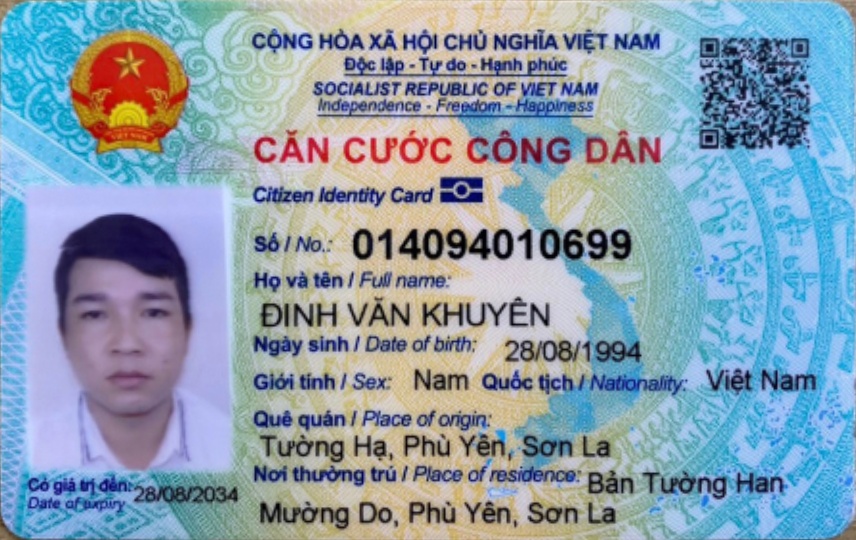 CỘNG HÒA XÃ HỘI CHỦ NGHĨA VIỆT NAM
Độc lập - Tự do - Hạnh phúc
SOCIALIST REPUBLIC OF VIET NAM
Independence - Freedom - Happiness
CĂN CƯỚC CÔNG DÂN
Citizen Identity Card
Số / No.: 014094010699
Họ và tên / Full name:
ĐINH VĂN KHUYÊN
Ngày sinh / Date of birth: 28/08/1994
Giới tính / Sex: Nam Quốc tịch / Nationality: Việt Nam
Quê quán / Place of origin:
Tường Hạ, Phù Yên, Sơn La
Nơi thường trú / Place of residence: Bản Tường Han
Mường Do, Phù Yên, Sơn La
Có giá trị đến: 28/08/2034
Date of expiry
VIỆT NAM